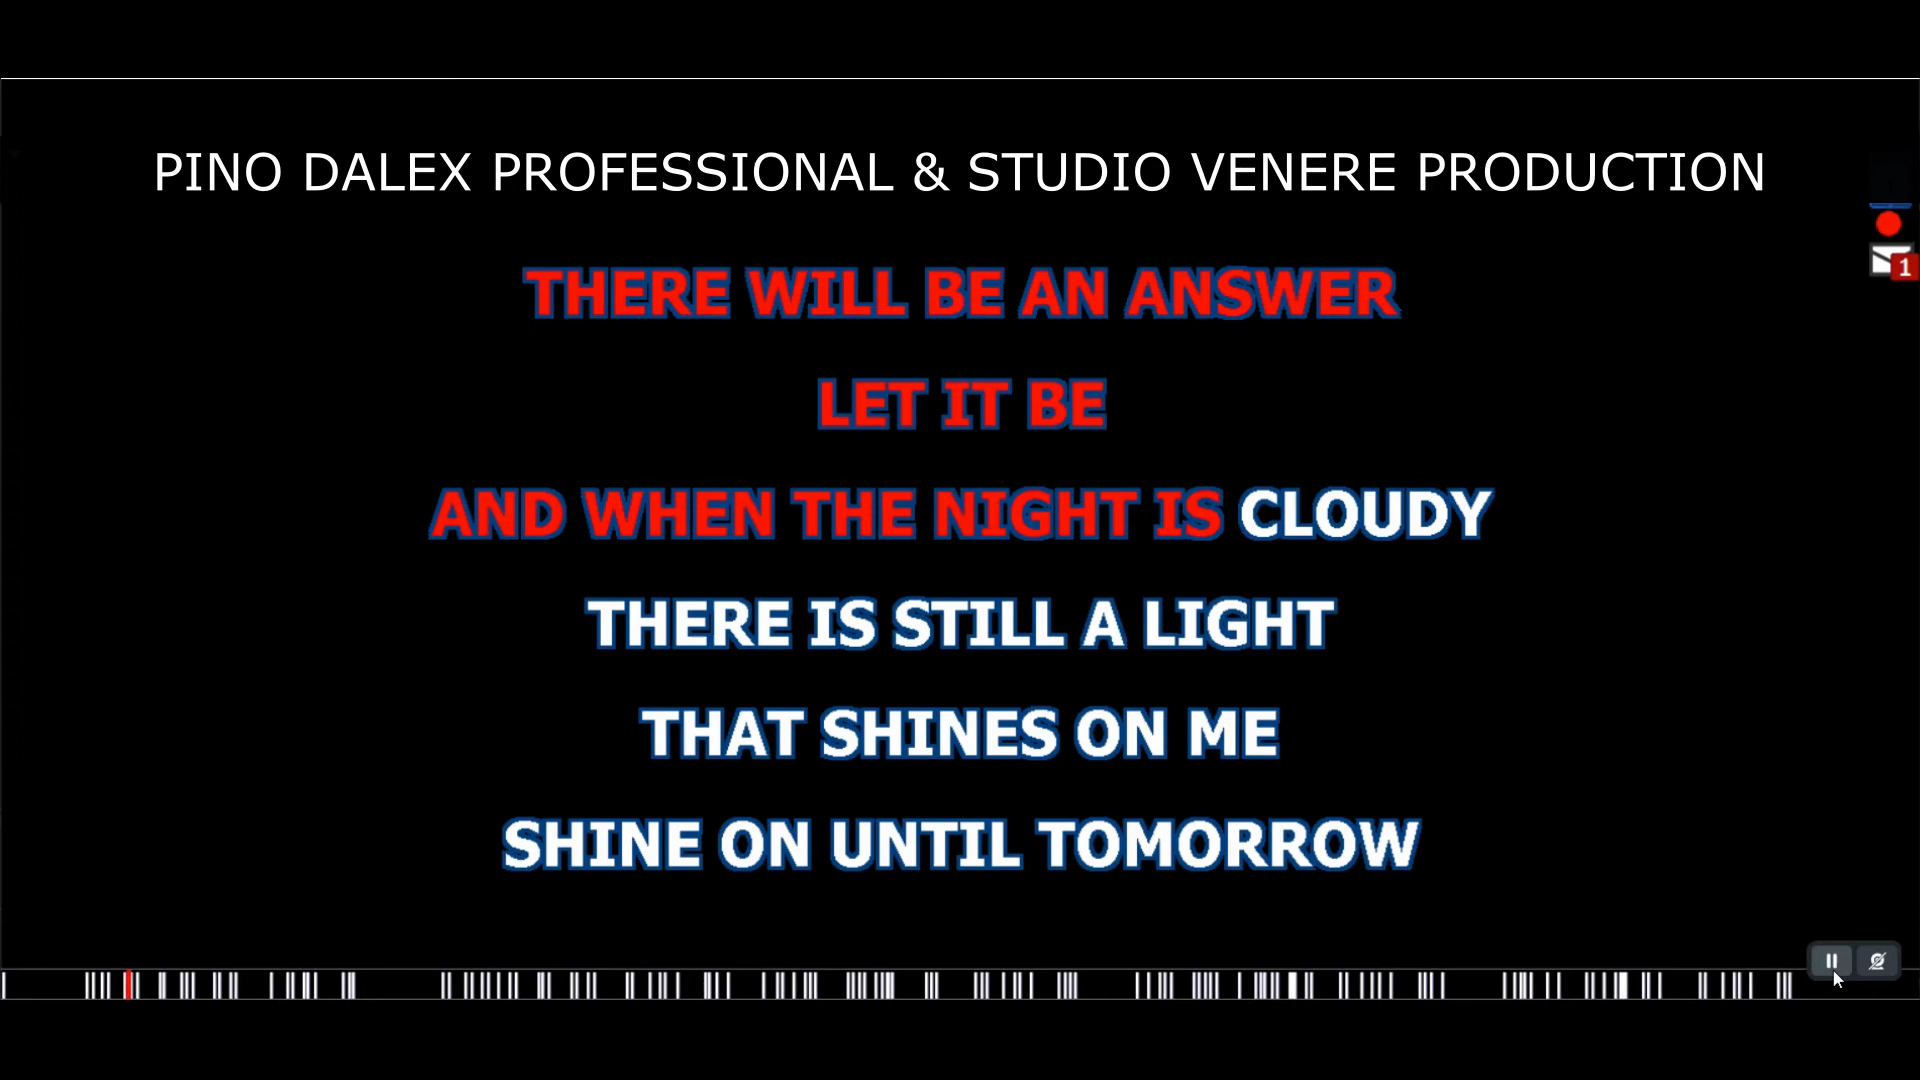 PINO DALEX PROFESSIONAL & STUDIO VENERE PRODUCTION
THERE WILL BE AN ANSWER
LET IT BE
AND WHEN THE NIGHT IS CLOUDY
THERE IS STILL A LIGHT
THAT SHINES ON ME
SHINE ON UNTIL TOMORROW
1